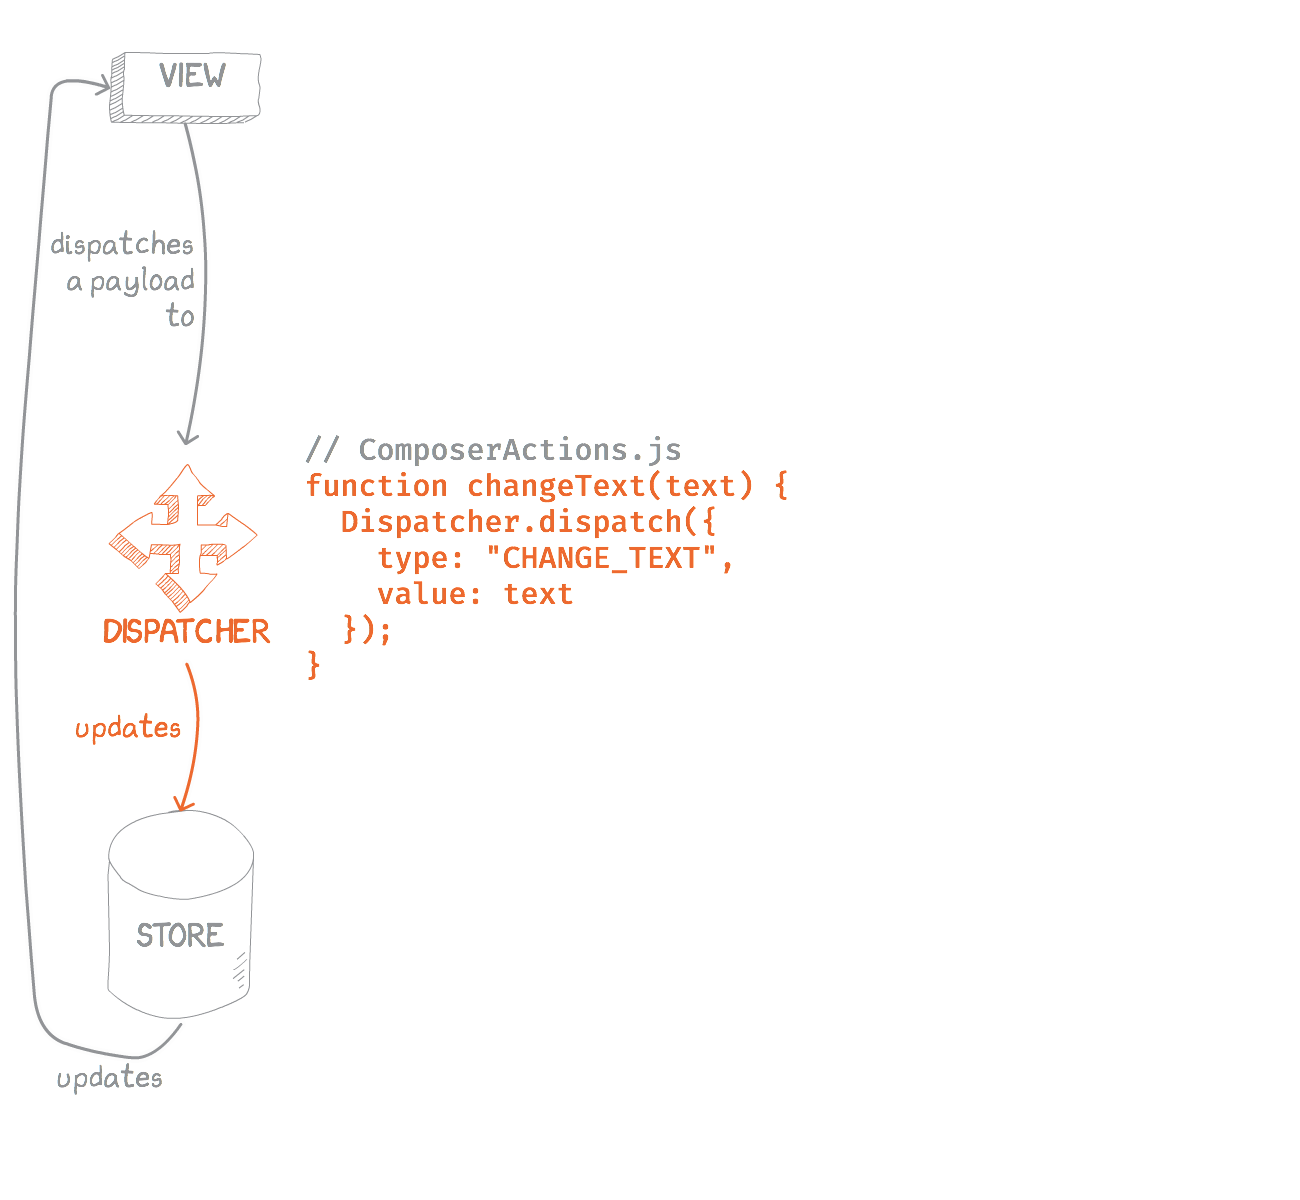 VIEW
dispatches
a payload
to
// ComposerActions.js
function changeText(text) {
  Dispatcher.dispatch({
    type: "CHANGE_TEXT",
    value: text
  });
}
DISPATCHER
updates
STORE
updates